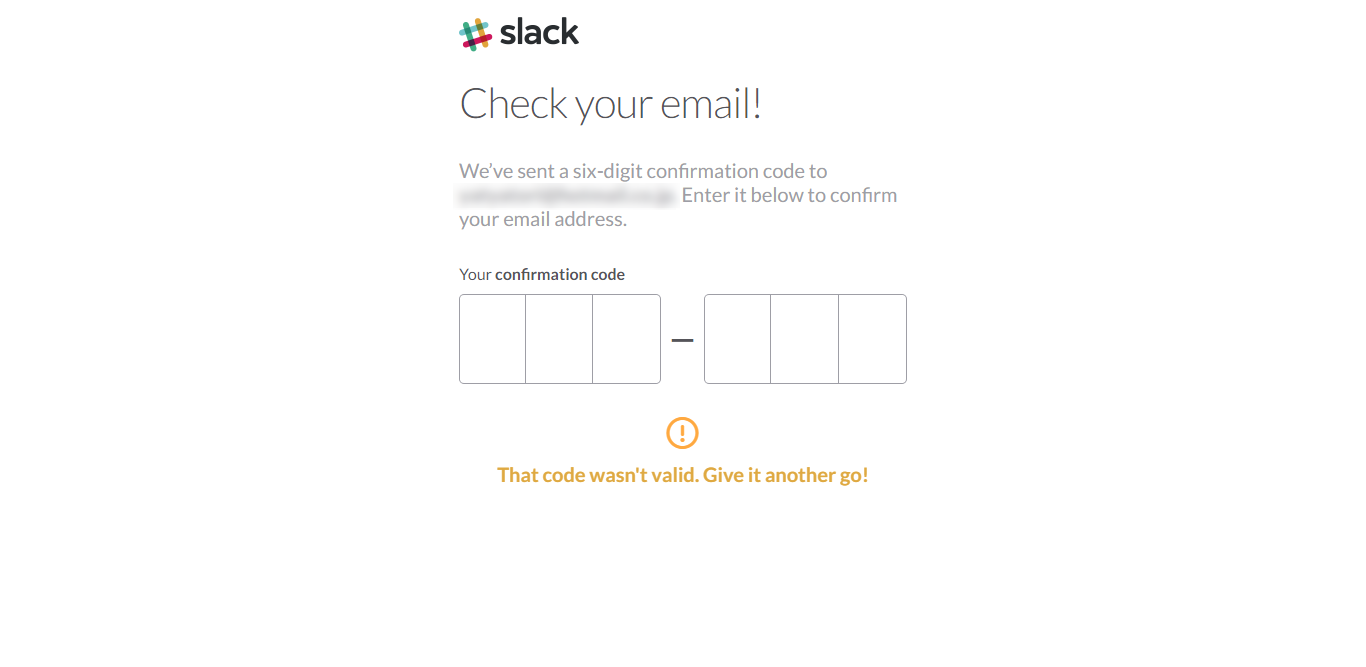 slack
Check your email!
We’ve sent a six-digit confirmation code to
Enter it below to confirm
your email address.
Your confirmation code
—
That code wasn't valid. Give it another go!